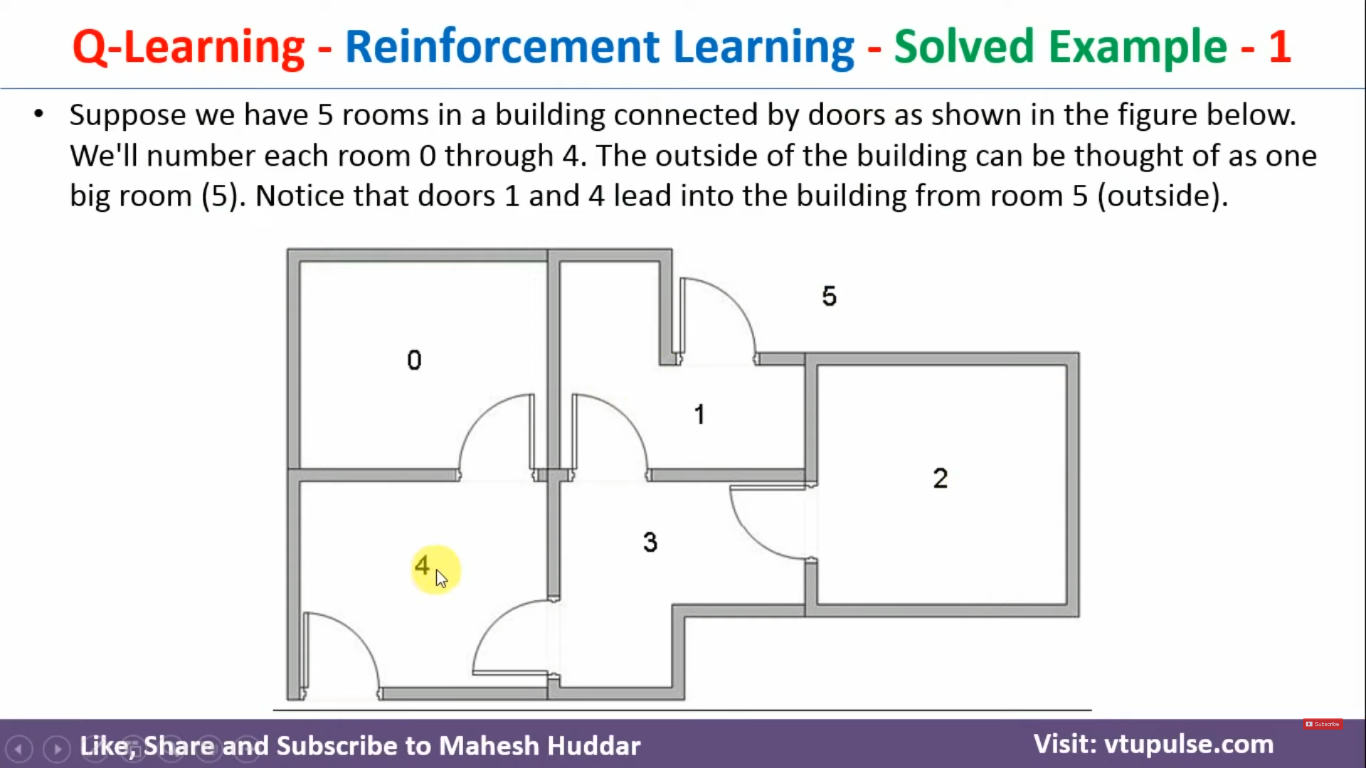 Q-Learning - Reinforcement Learning - Solved Example - 1
• Suppose we have 5 rooms in a building connected by doors as shown in the figure below.
We'll number each room 0 through 4. The outside of the building can be thought of as one
big room (5). Notice that doors 1 and 4 lead into the building from room 5 (outside).
5
0
1
2
3
4
Subscribe
Like, Share and Subscribe to Mahesh Huddar
Visit: vtupulse.com